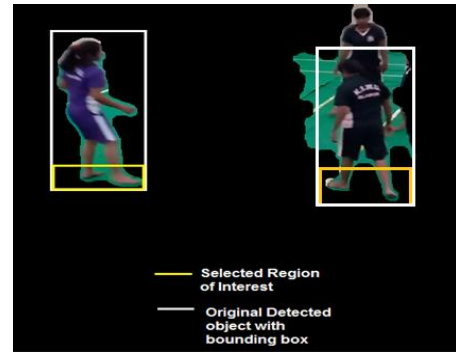 Selected Region
of Interest
Original Detected
object with
bounding box